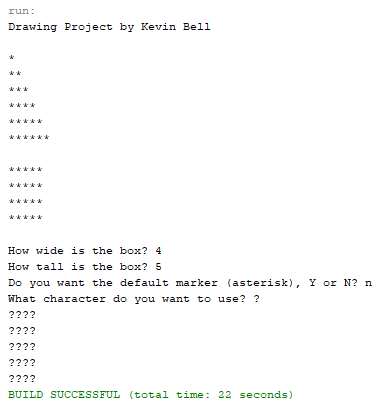 run:
Drawing Project by Kevin Bell
*
**
***
****
*****
******
*****
*****
*****
*****
How wide is the box? 4
How tall is the box? 5
Do you want the default marker (asterisk), Y or N? n
What character do you want to use? ?
????
????
????
????
????
BUILD SUCCESSFUL (total time: 22 seconds)